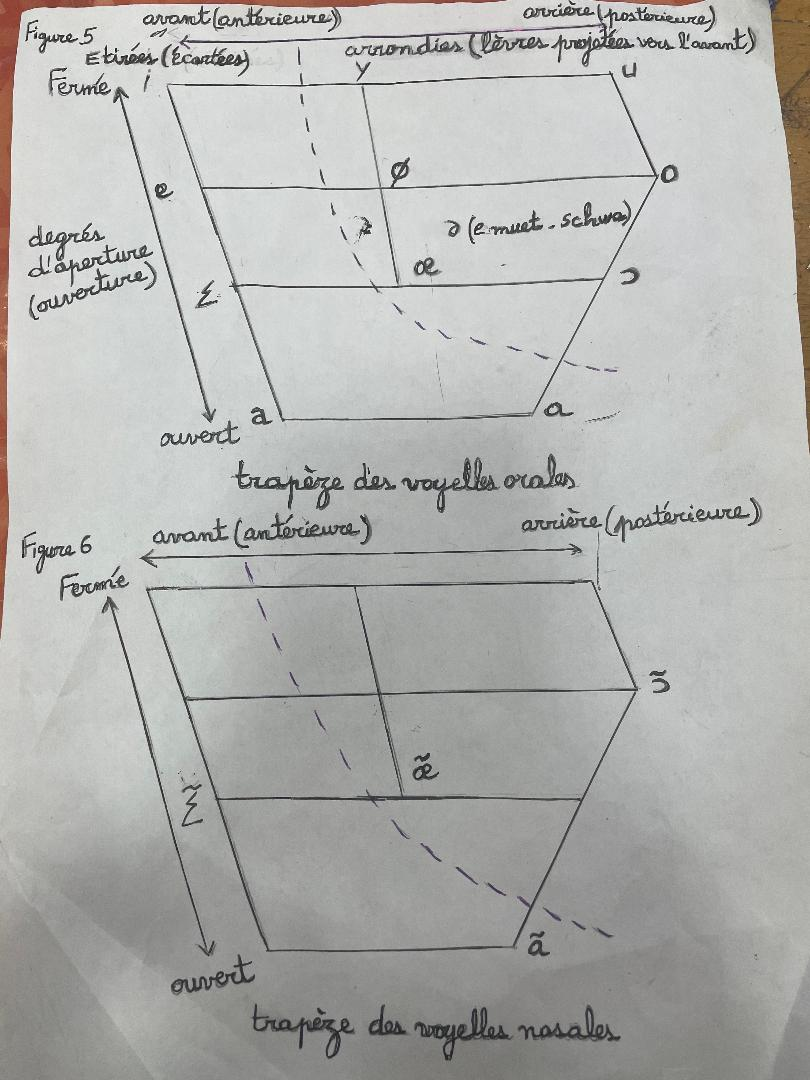 Figure 5
avant (antérieure)
arrière (postérieure)
Etirées (Écartées)
arrondies (lèvres projetées vers l'avant)
Fermé
i
y
u
e
ø
o
degrés
d'aperture
(ouverture)
ə (e muet - schwa)
œ
ɛ
ɔ
ouvert
a
ɑ
trapèze des voyelles orales
Figure 6
avant (antérieure)
arrière (postérieure)
Fermé
ɔ̃
œ̃
ɛ̃
ã
ouvert
trapèze des voyelles nasales